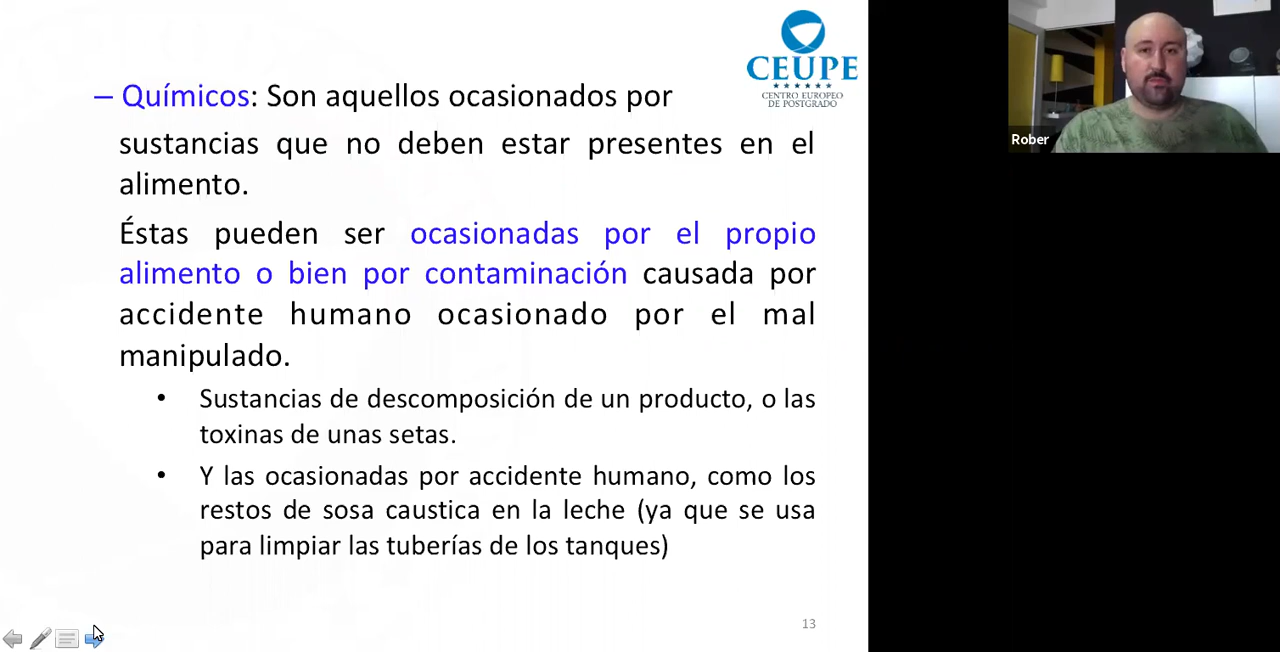 CEUPE
CENTRO EUROPEO
DE POSTGRADO
– Químicos: Son aquellos ocasionados por
sustancias que no deben estar presentes en el
alimento.
Éstas pueden ser ocasionadas por el propio
alimento o bien por contaminación causada por
accidente humano ocasionado por el mal
manipulado.
• Sustancias de descomposición de un producto, o las
toxinas de unas setas.
• Y las ocasionadas por accidente humano, como los
restos de sosa caustica en la leche (ya que se usa
para limpiar las tuberías de los tanques)
13
Rober